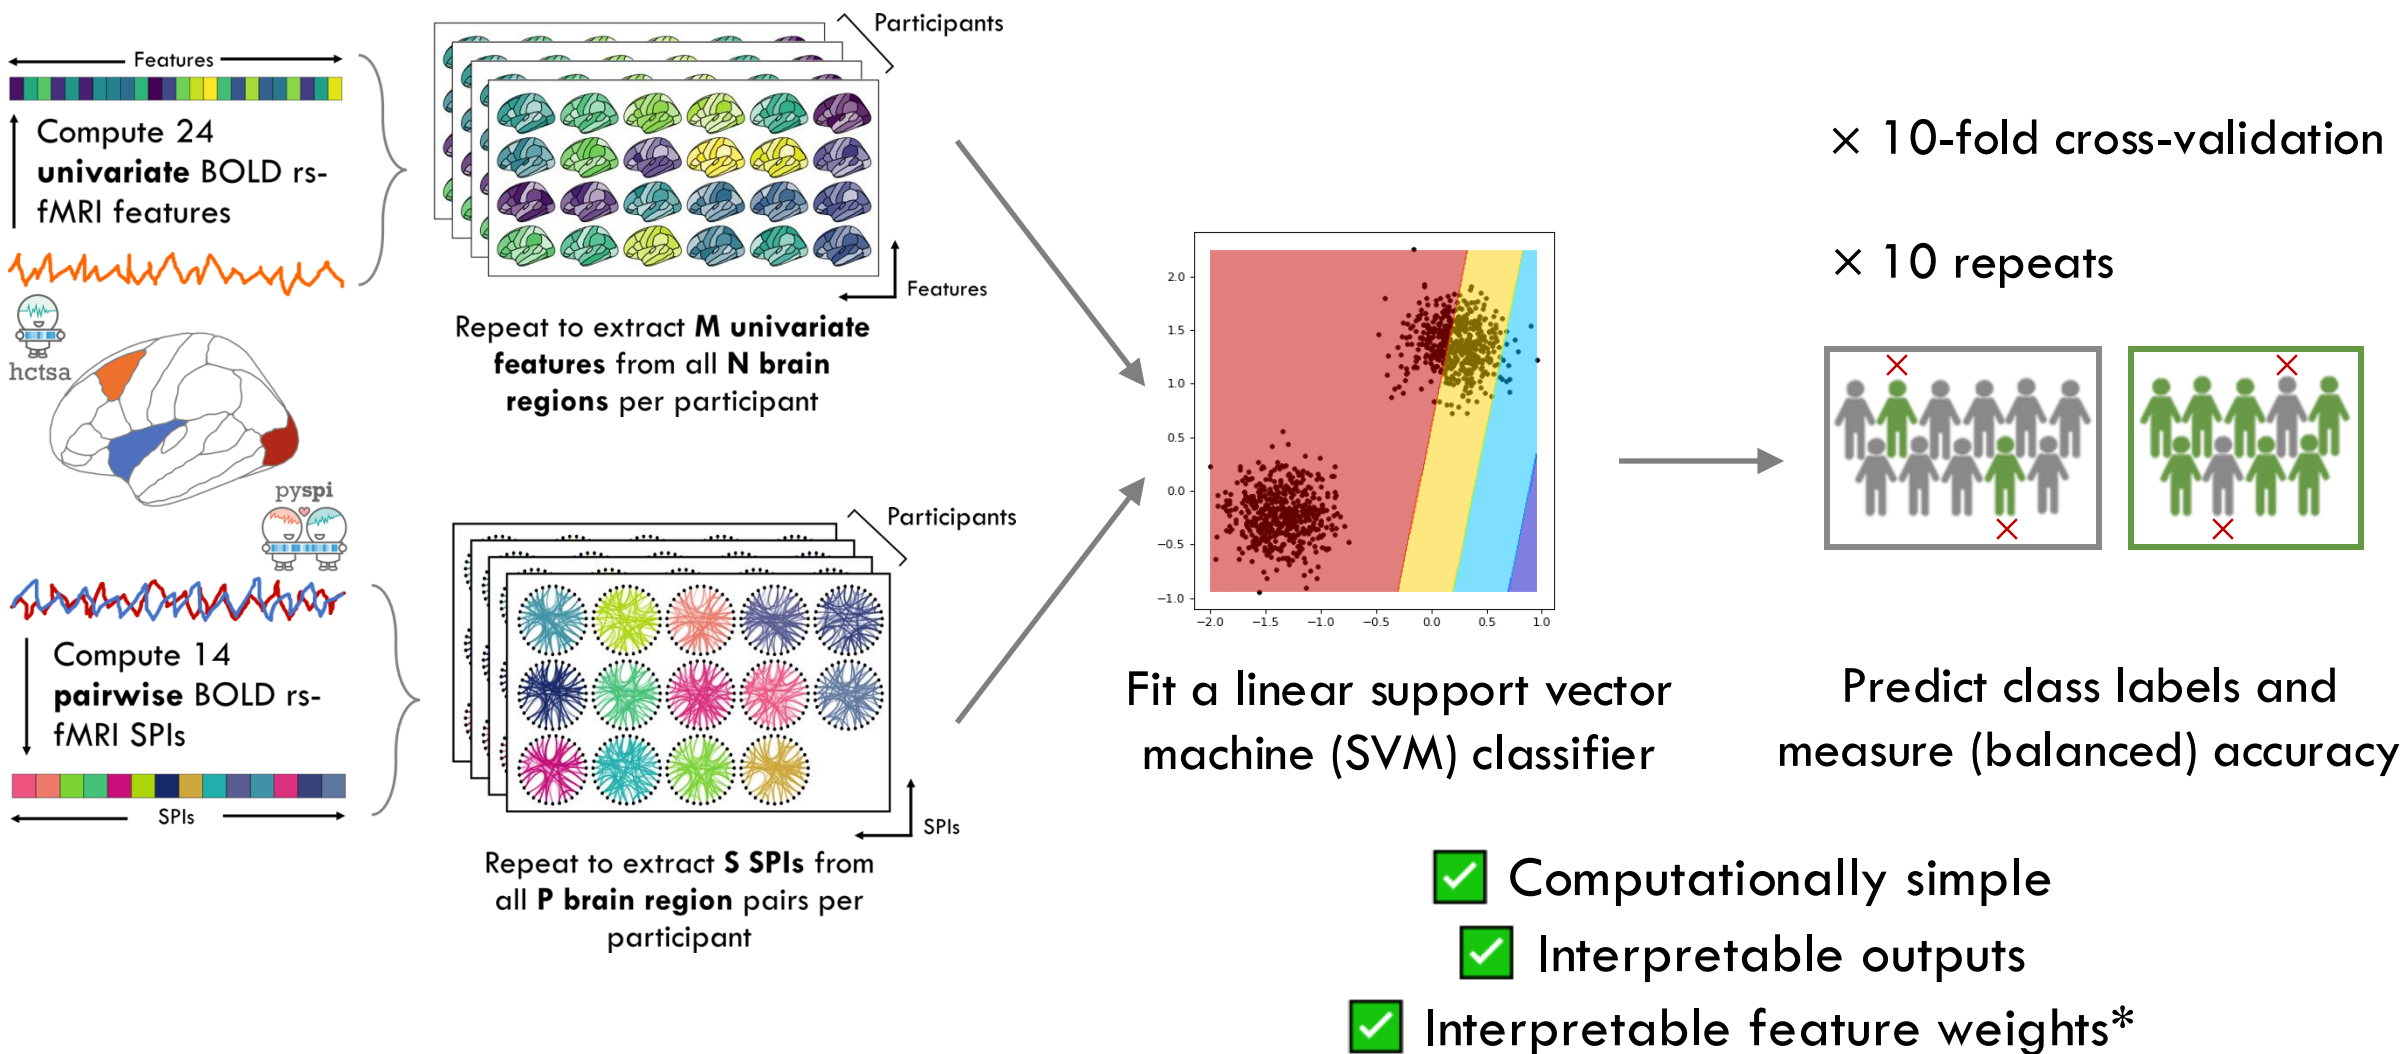 Features
Compute 24
univariate BOLD rs-
fMRI features
hctsa
pyspi
Compute 14
pairwise BOLD rs-
fMRI SPIs
SPIs
Participants
Features
Repeat to extract M univariate
features from all N brain
regions per participant
Participants
SPIs
Repeat to extract S SPIs from
all P brain region pairs per
participant
2.0
1.5
1.0
0.5
0.0
−0.5
−1.0
−2.0 −1.5 −1.0 −0.5 0.0 0.5 1.0
Fit a linear support vector
machine (SVM) classifier
× 10-fold cross-validation
× 10 repeats
Predict class labels and
measure (balanced) accuracy
Computationally simple
Interpretable outputs
Interpretable feature weights*